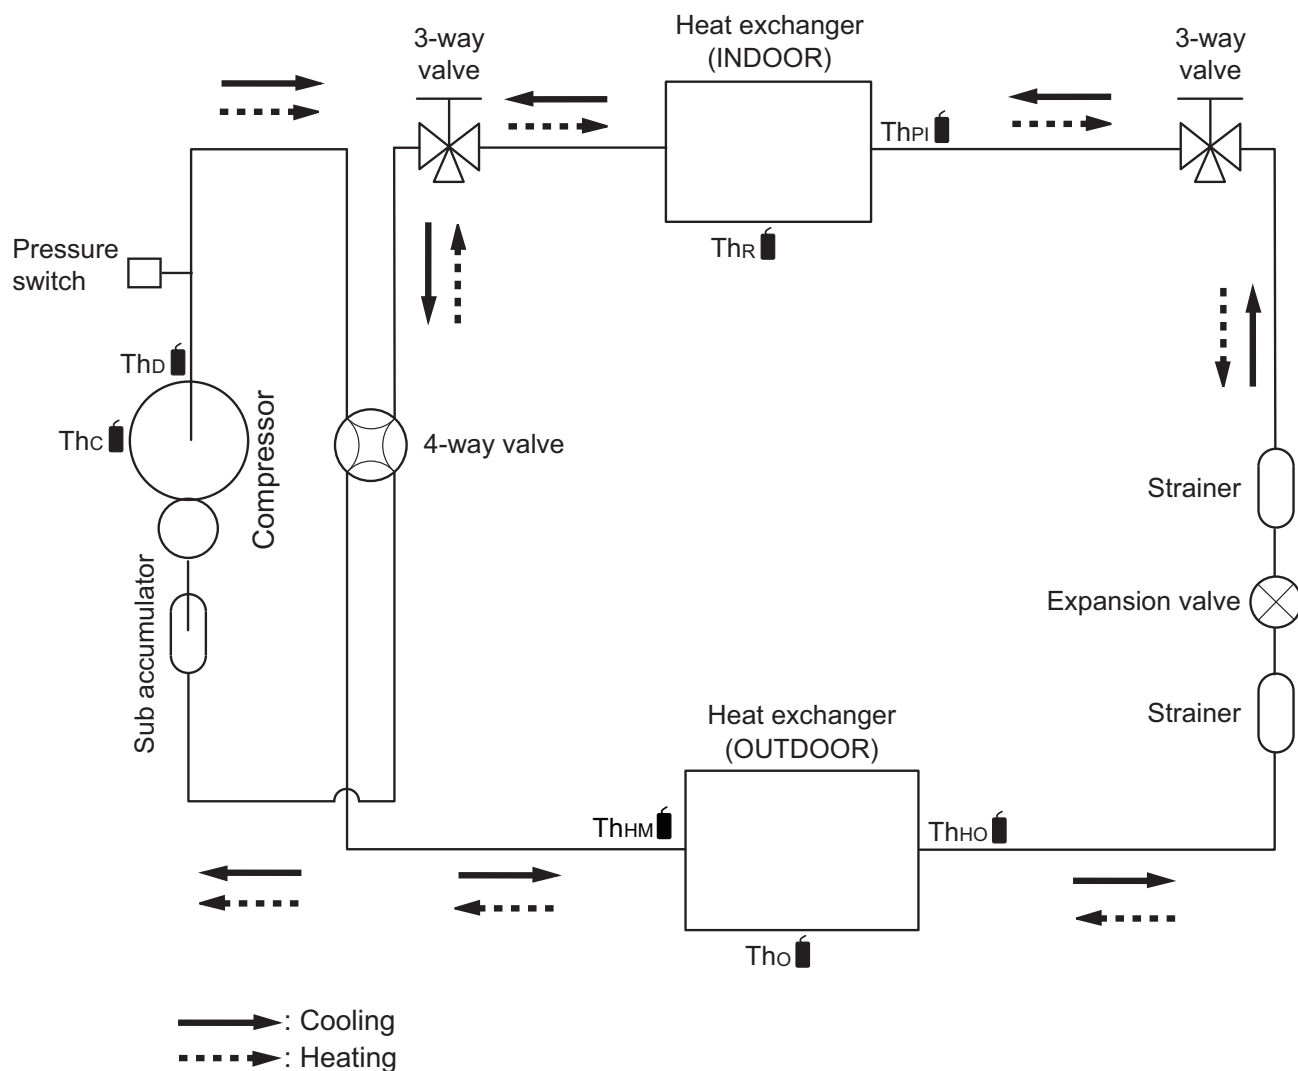 Heat exchanger
(INDOOR)
3-way
valve
3-way
valve
ThPI
ThR
Pressure
switch
ThD
ThC
Compressor
4-way valve
Strainer
Expansion valve
Sub accumulator
Strainer
Heat exchanger
(OUTDOOR)
ThHM
ThHO
ThO
: Cooling
: Heating